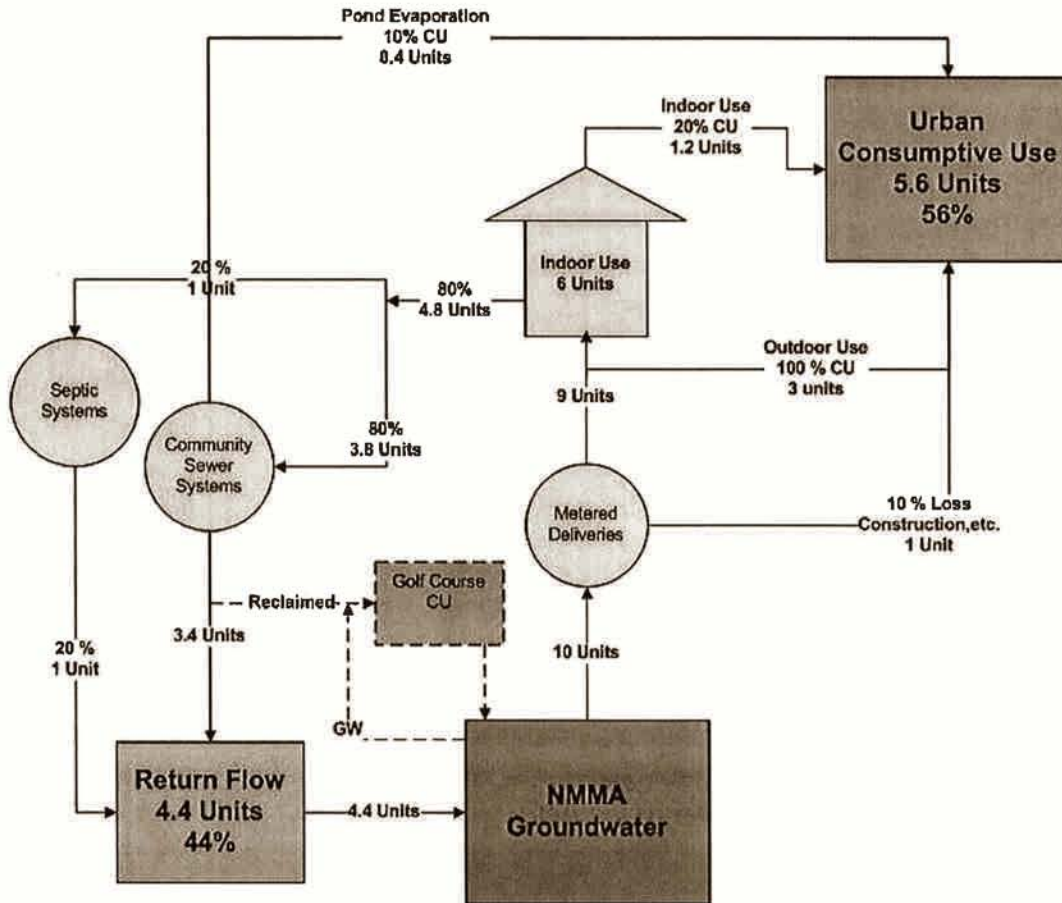 Pond Evaporation
10% CU
0.4 Units
Indoor Use
20% CU
1.2 Units
Urban
Consumptive Use
5.6 Units
56%
20 %
1 Unit
80%
4.8 Units
Indoor Use
6 Units
Septic
Systems
Community
Sewer
Systems
80%
3.8 Units
9 Units
Outdoor Use
100 % CU
3 units
Metered
Deliveries
10 % Loss
Construction,etc.
1 Unit
Golf Course
CU
Reclaimed
3.4 Units
20 %
1 Unit
10 Units
GW
Return Flow
4.4 Units
44%
4.4 Units
NMMA
Groundwater